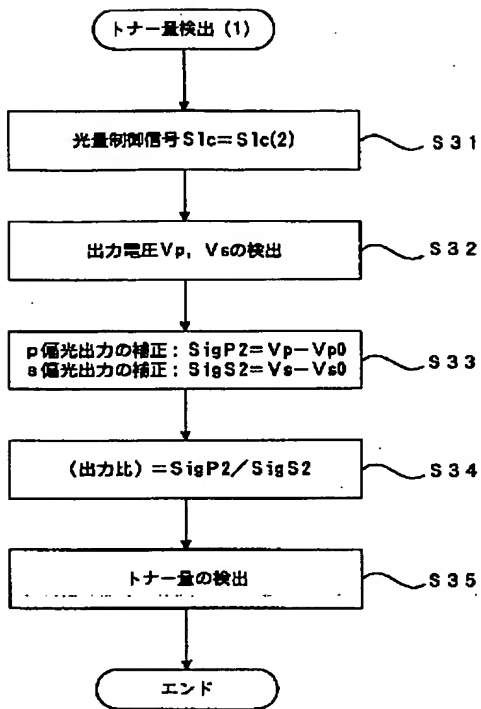 トナー量検出 (1)
光量制御信号Slc=Slc(2)
S31
出力電圧Vp, Vsの検出
S32
p偏光出力の補正: SigP2=Vp-Vp0
s偏光出力の補正: SigS2=Vs-Vs0
S33
(出力比)=SigP2/SigS2
S34
トナー量の検出
S35
エンド